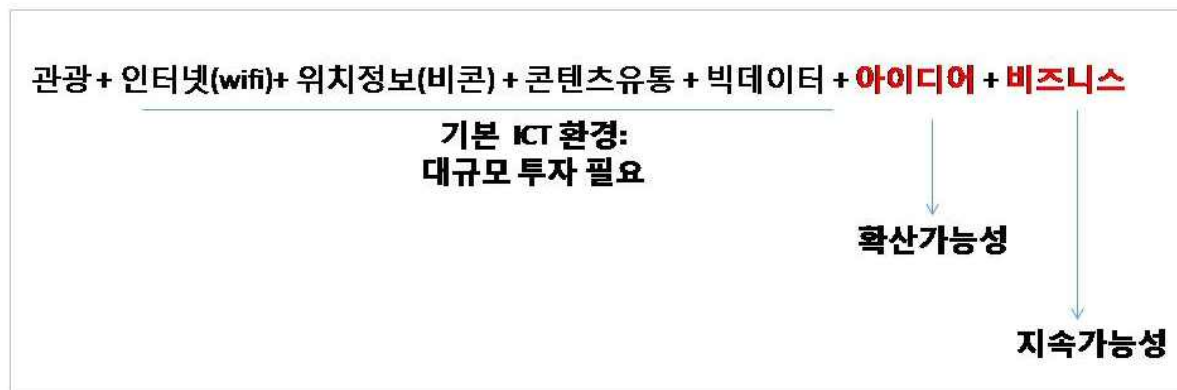 관광 + 인터넷(wifi)+ 위치정보(비콘) + 콘텐츠유통 + 빅데이터 + 아이디어 + 비즈니스
기본 ICT 환경:
대규모 투자 필요
확산가능성
지속가능성